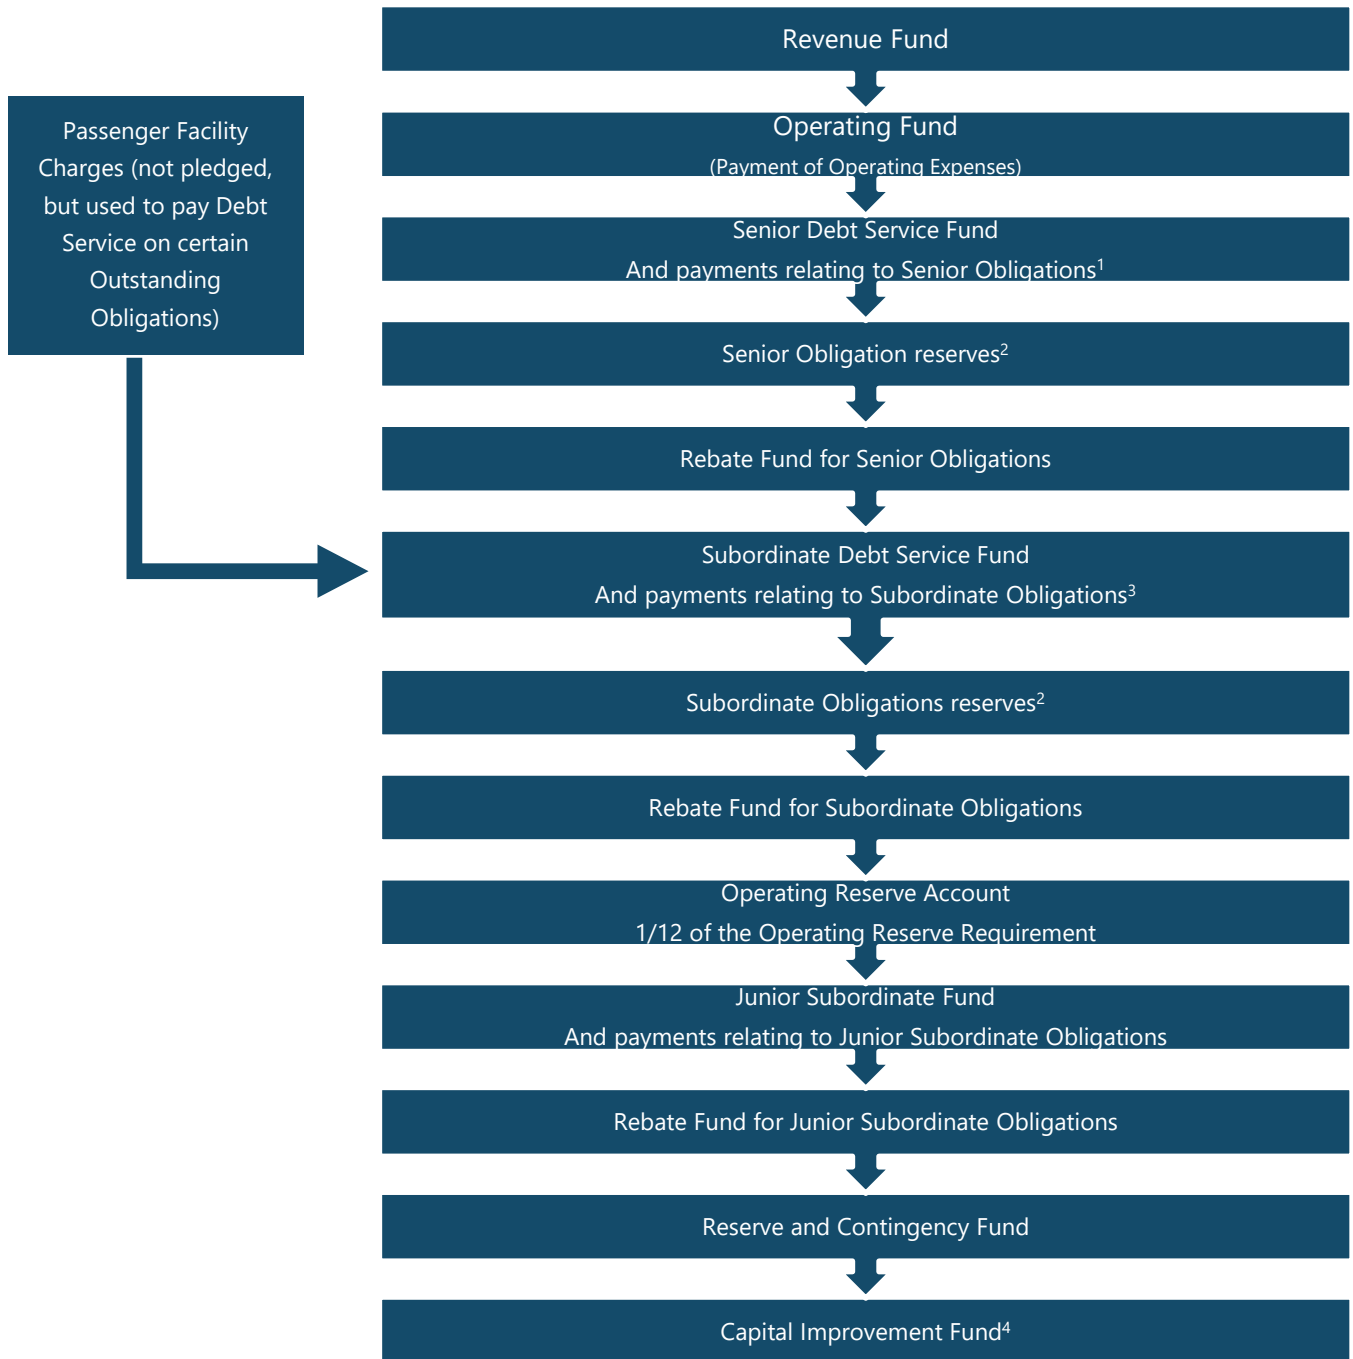 Revenue Fund
Passenger Facility
Charges (not pledged,
but used to pay Debt
Service on certain
Outstanding
Obligations)
Operating Fund
(Payment of Operating Expenses)
Senior Debt Service Fund
And payments relating to Senior Obligations¹
Senior Obligation reserves²
Rebate Fund for Senior Obligations
Subordinate Debt Service Fund
And payments relating to Subordinate Obligations³
Subordinate Obligations reserves²
Rebate Fund for Subordinate Obligations
Operating Reserve Account
1/12 of the Operating Reserve Requirement
Junior Subordinate Fund
And payments relating to Junior Subordinate Obligations
Rebate Fund for Junior Subordinate Obligations
Reserve and Contingency Fund
Capital Improvement Fund⁴